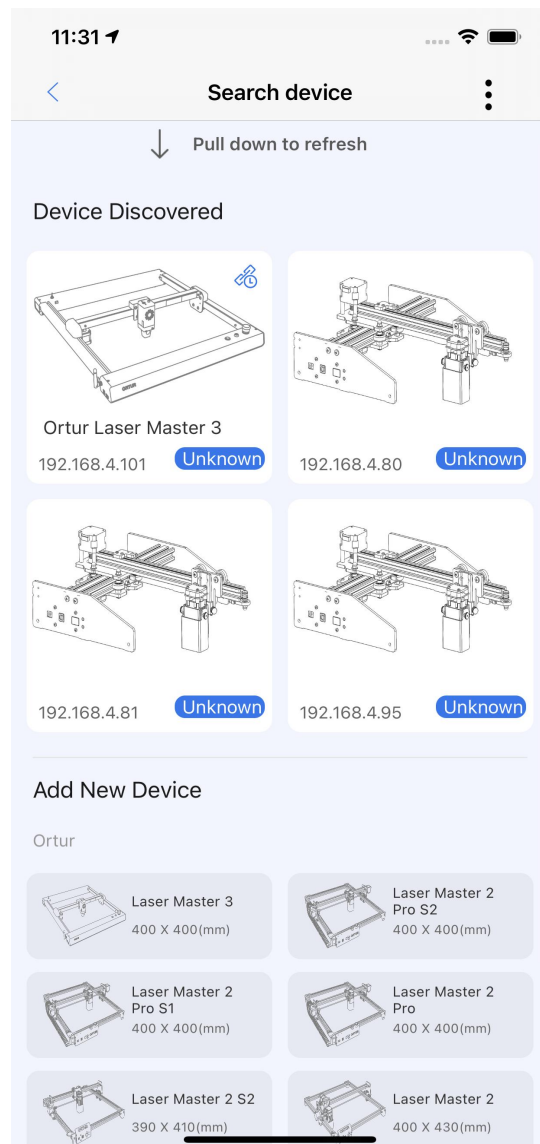 11:31
Search device
Pull down to refresh
Device Discovered
ORTUR
Ortur Laser Master 3
192.168.4.101 Unknown
192.168.4.80 Unknown
192.168.4.81 Unknown
192.168.4.95 Unknown
Add New Device
Ortur
Laser Master 3
400 X 400(mm)
Laser Master 2
Pro S2
400 X 400(mm)
Laser Master 2
Pro S1
400 X 400(mm)
Laser Master 2
Pro
400 X 400(mm)
Laser Master 2 S2
390 X 410(mm)
Laser Master 2
400 X 430(mm)